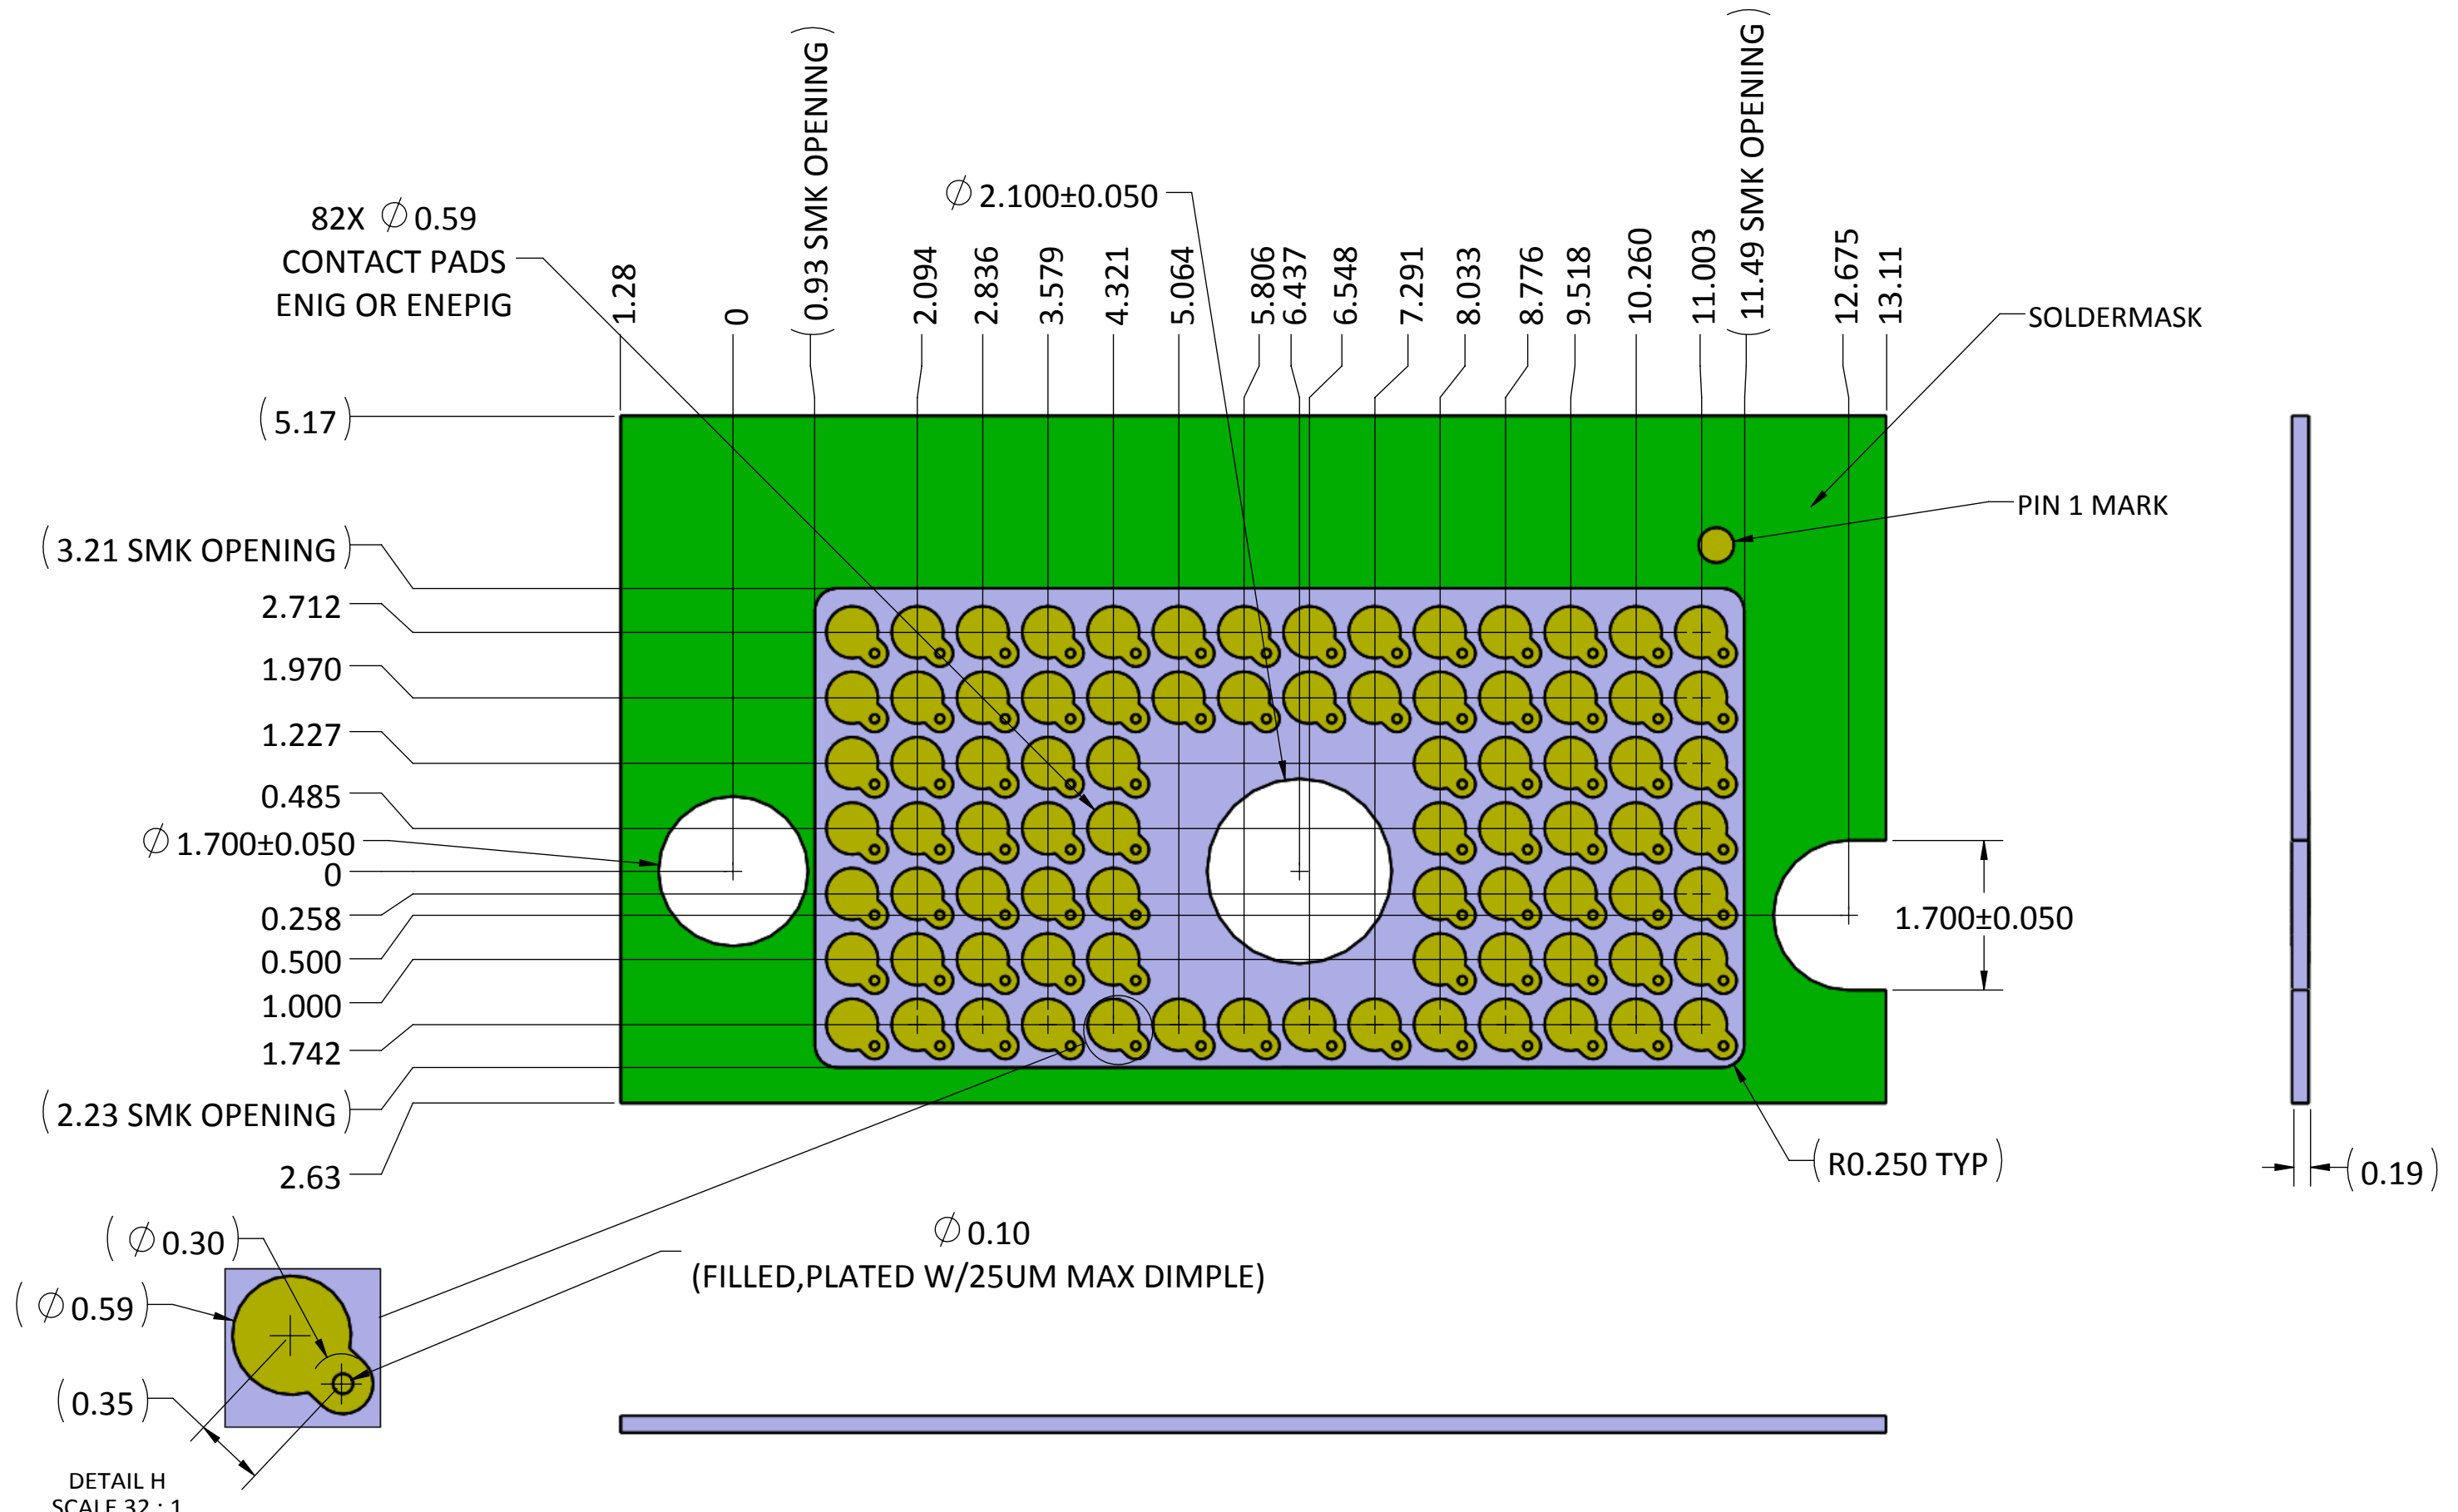 82X ∅ 0.59
CONTACT PADS
ENIG OR ENEPIG
1.28
0
(0.93 SMK OPENING)
∅ 2.100±0.050
2.094
2.836
3.579
4.321
5.064
5.806
6.437
6.548
7.291
8.033
8.776
9.518
10.260
11.003
(11.49 SMK OPENING)
12.675
13.11
SOLDERMASK
PIN 1 MARK
(5.17)
(3.21 SMK OPENING)
2.712
1.970
1.227
0.485
∅ 1.700±0.050
0
0.258
0.500
1.000
1.742
(2.23 SMK OPENING)
2.63
1.700±0.050
(R0.250 TYP)
(0.19)
(∅ 0.30)
(∅ 0.59)
(0.35)
∅ 0.10
(FILLED,PLATED W/25UM MAX DIMPLE)
DETAIL H
SCALE 32 : 1